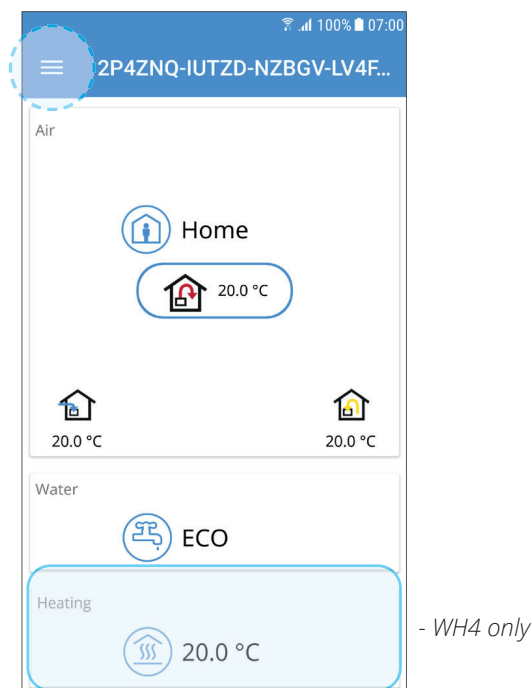 100% 07:00
2P4ZNQ-IUTZD-NZBGV-LV4F...
Air
Home
20.0 °C
20.0 °C
20.0 °C
Water
ECO
Heating
20.0 °C
- WH4 only